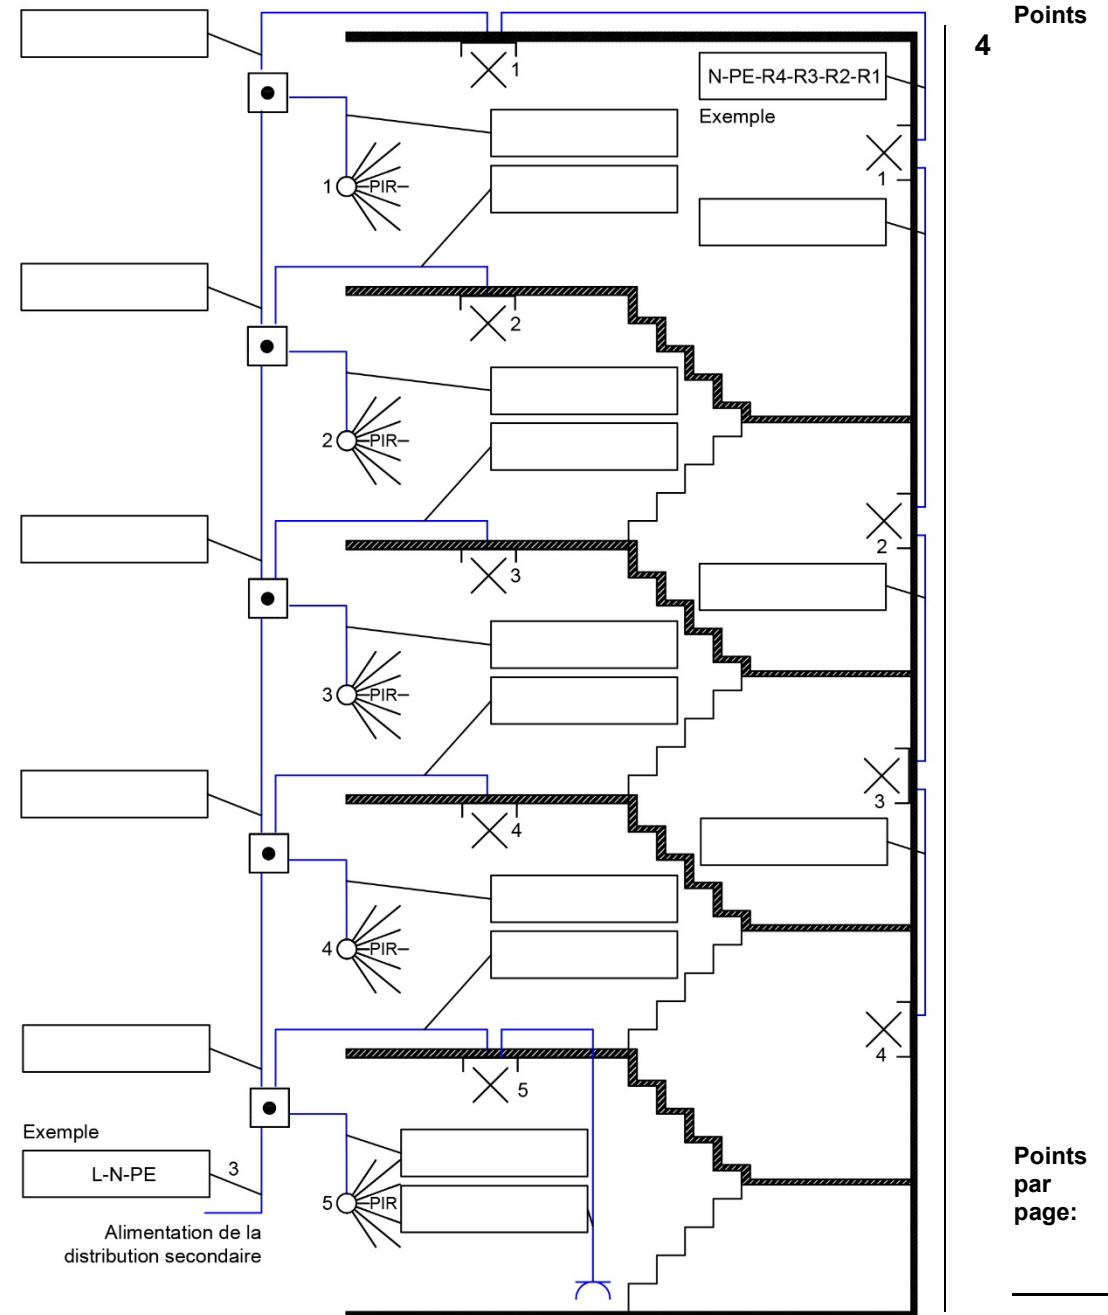 Points
4
1
N-PE-R4-R3-R2-R1
Exemple
1
1
PIR
2
2
PIR
2
3
3
PIR
3
4
4
PIR
4
5
Exemple
L-N-PE
3
5
PIR
Alimentation de la
distribution secondaire
Points
par
page: